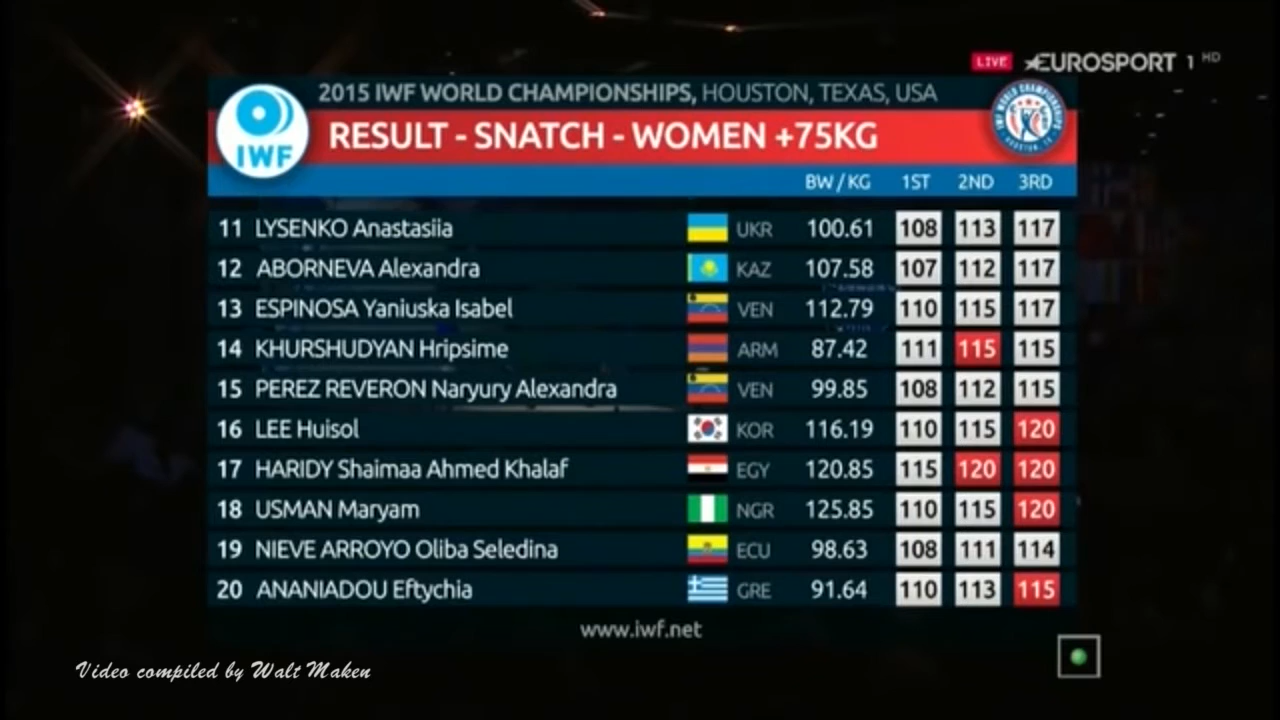 LIVE EUROSPORT 1 HD
2015 IWF WORLD CHAMPIONSHIPS, HOUSTON, TEXAS, USA
IWF
RESULT - SNATCH - WOMEN +75KG
BW / KG 1ST 2ND 3RD
11 LYSENKO Anastasiia UKR 100.61 108 113 117
12 ABORNEVA Alexandra KAZ 107.58 107 112 117
13 ESPINOSA Yaniuska Isabel VEN 112.79 110 115 117
14 KHURSHUDYAN Hripsime ARM 87.42 111 115 115
15 PEREZ REVERON Naryury Alexandra VEN 99.85 108 112 115
16 LEE Huisol KOR 116.19 110 115 120
17 HARIDY Shaimaa Ahmed Khalaf EGY 120.85 115 120 120
18 USMAN Maryam NGR 125.85 110 115 120
19 NIEVE ARROYO Oliba Seledina ECU 98.63 108 111 114
20 ANANIADOU Eftychia GRE 91.64 110 113 115
www.iwf.net
Video compiled by Walt Maken